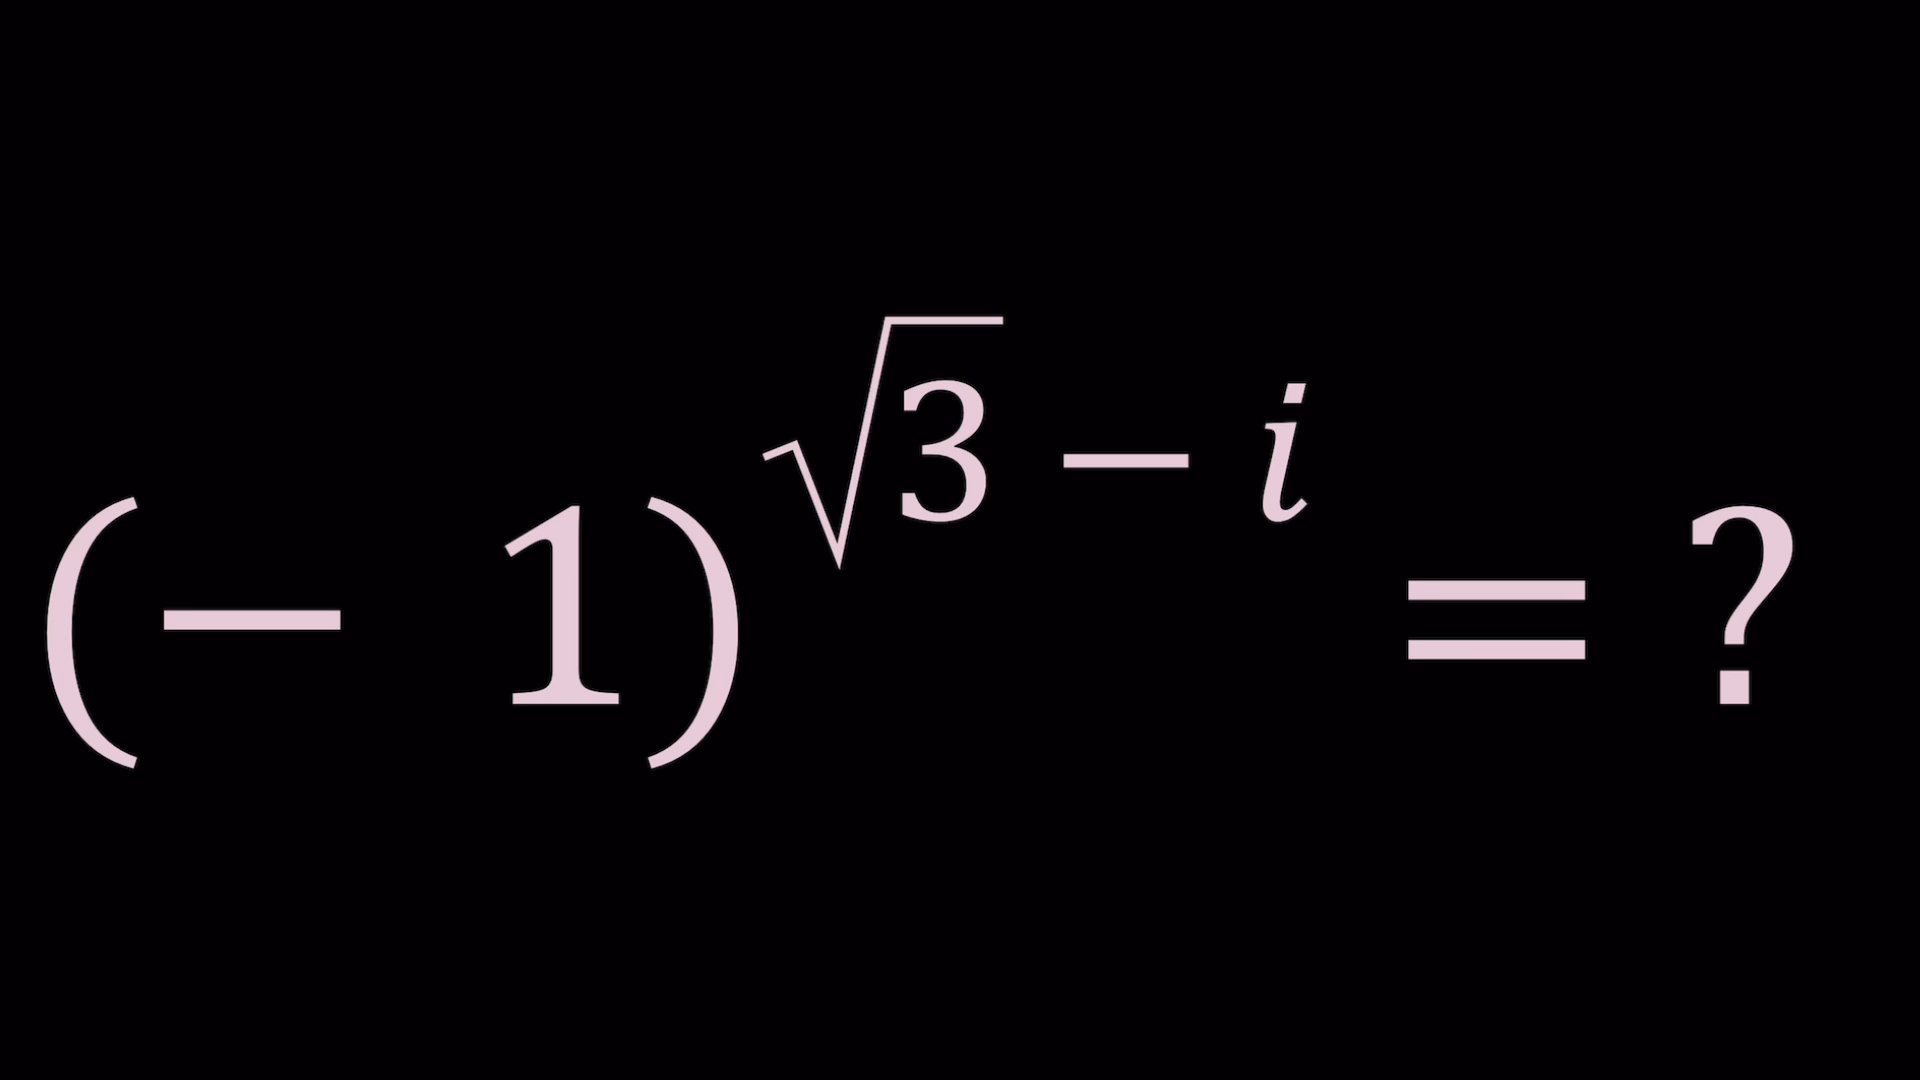 (− 1)^{√3 − i} = ?